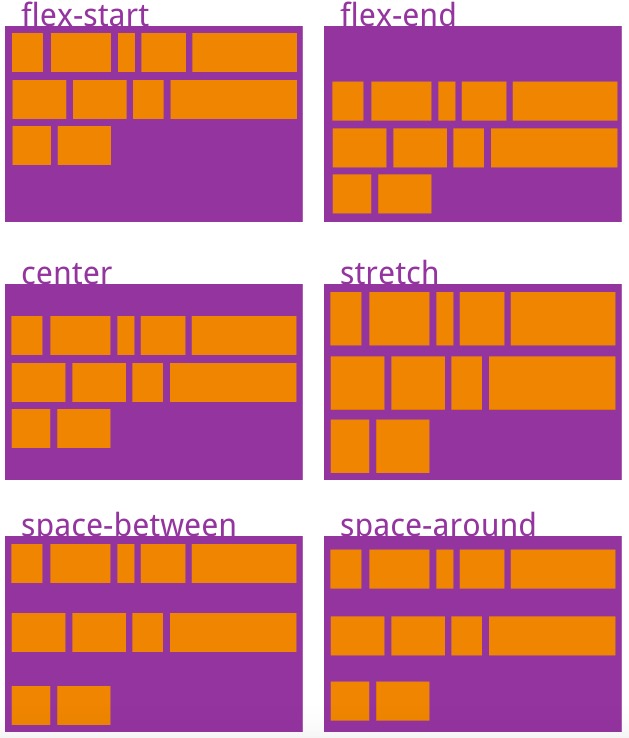 flex-start
flex-end
center
stretch
space-between
space-around